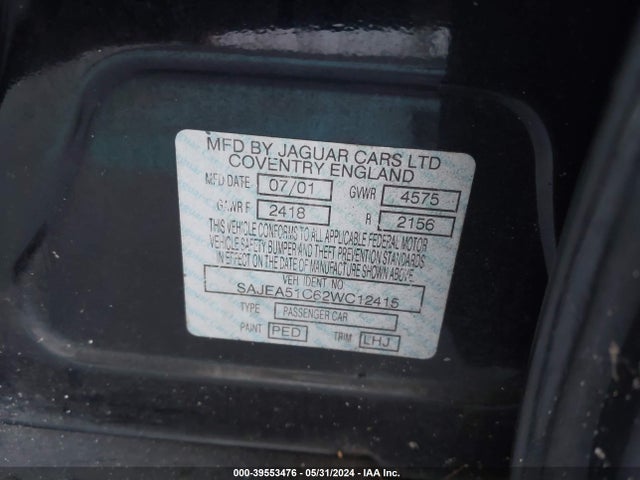 MFD BY JAGUAR CARS LTD
COVENTRY ENGLAND
MFD DATE 07/01 GVWR 4575
GAWR F 2418 R 2156
THIS VEHICLE CONFORMS TO ALL APPLICABLE FEDERAL MOTOR
VEHICLE SAFETY BUMPER AND THEFT PREVENTION STANDARDS
IN EFFECT ON THE DATE OF MANUFACTURE SHOWN ABOVE.
VEH IDENT NO
SAJEA51C62WC12415
TYPE PASSENGER CAR
PAINT PED TRIM LHJ
000-39553476 - 05/31/2024 - IAA Inc.